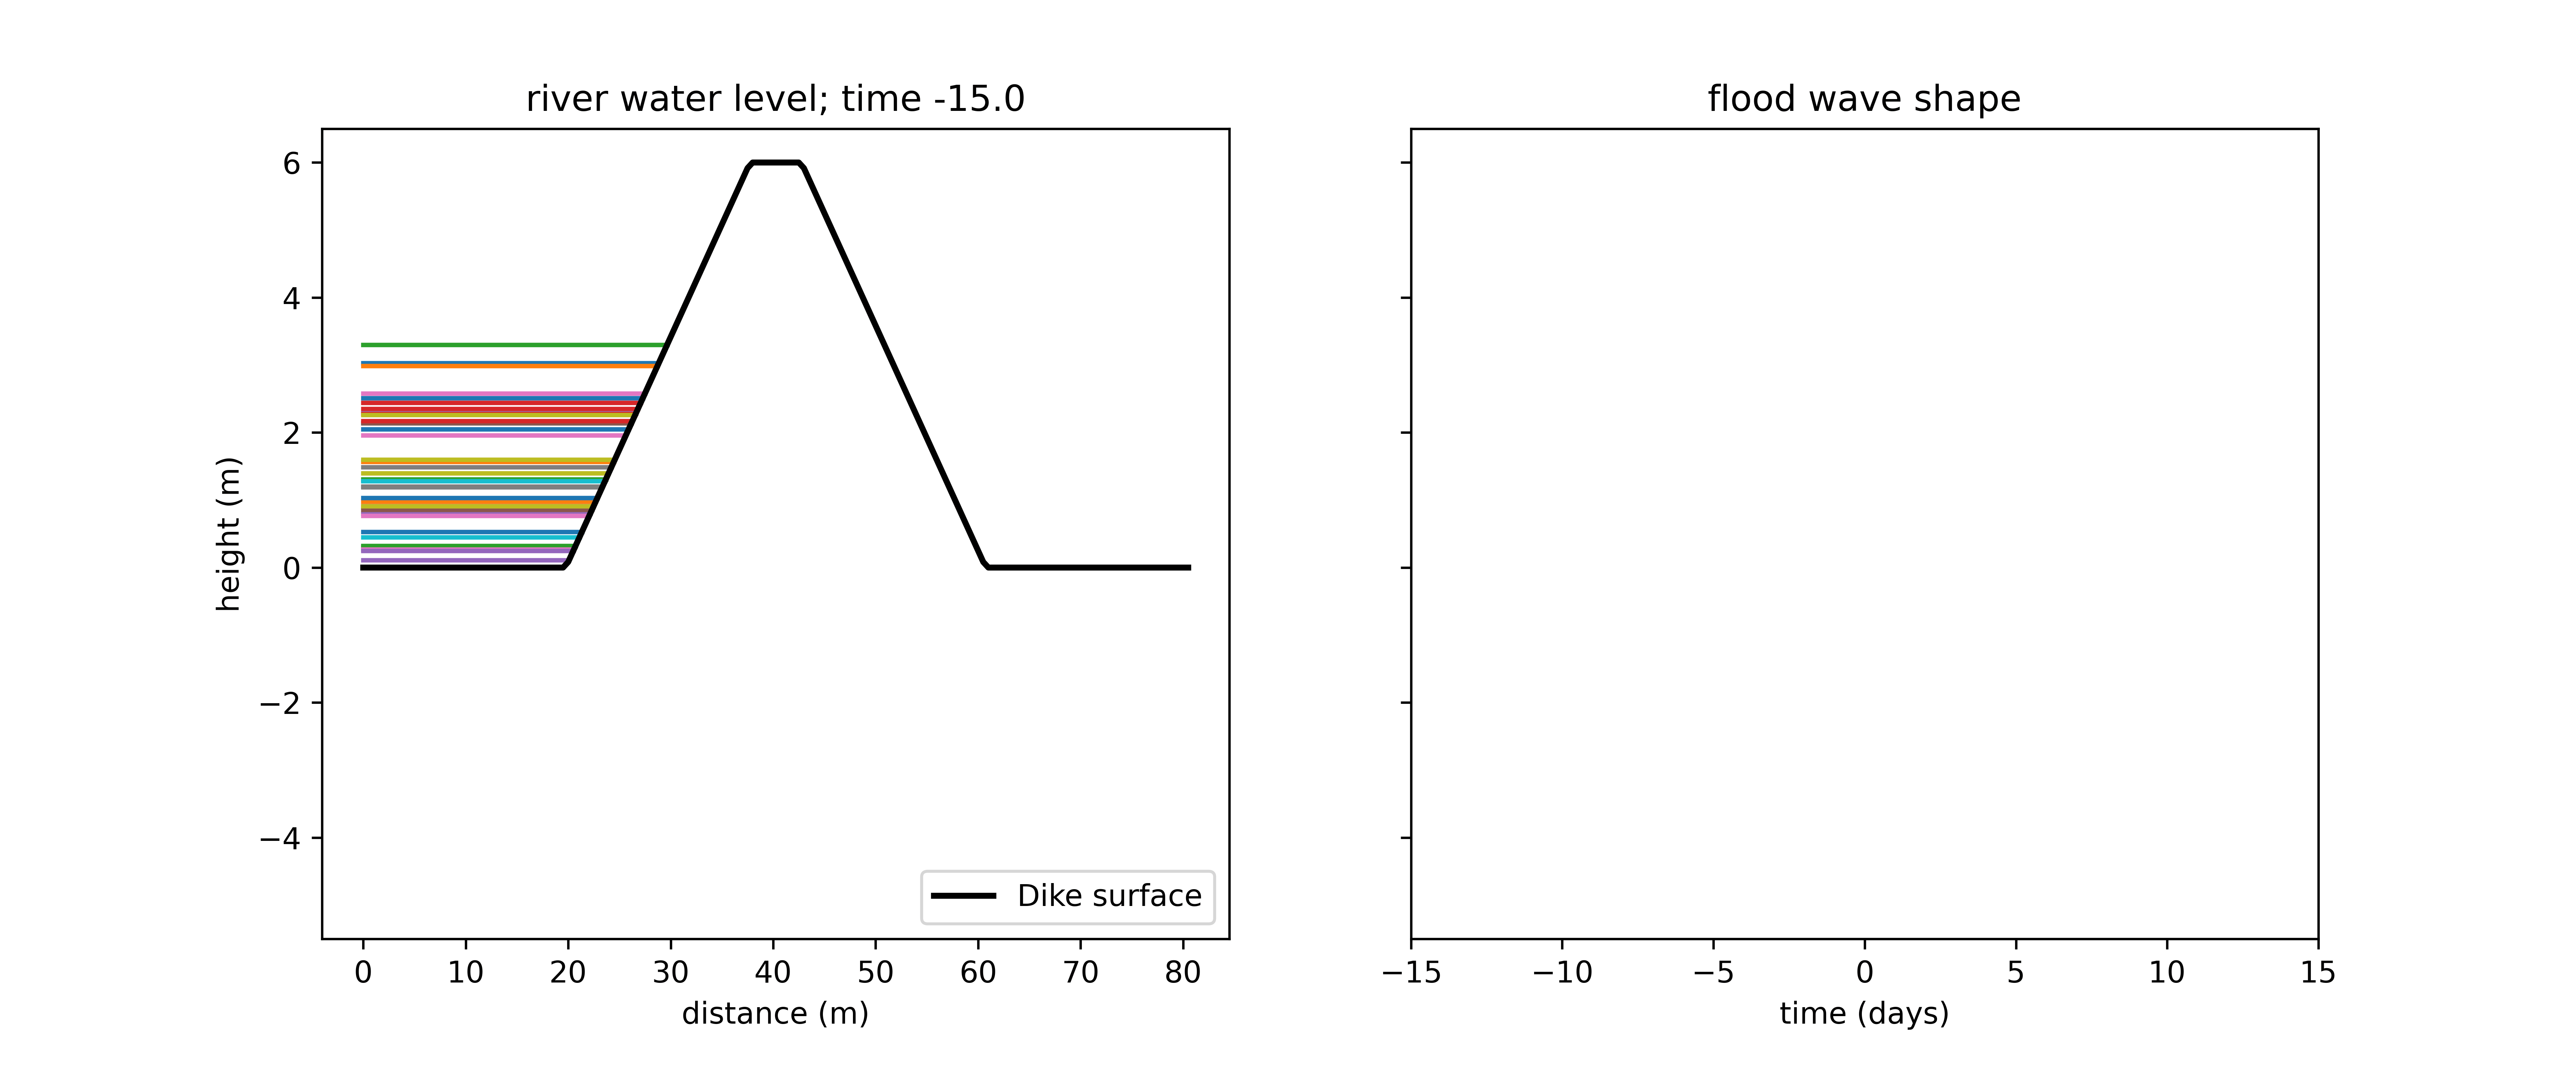 river water level; time -15.0
6
4
2
0
−2
−4
height (m)
0 10 20 30 40 50 60 70 80
distance (m)
Dike surface
flood wave shape
−15 −10 −5 0 5 10 15
time (days)